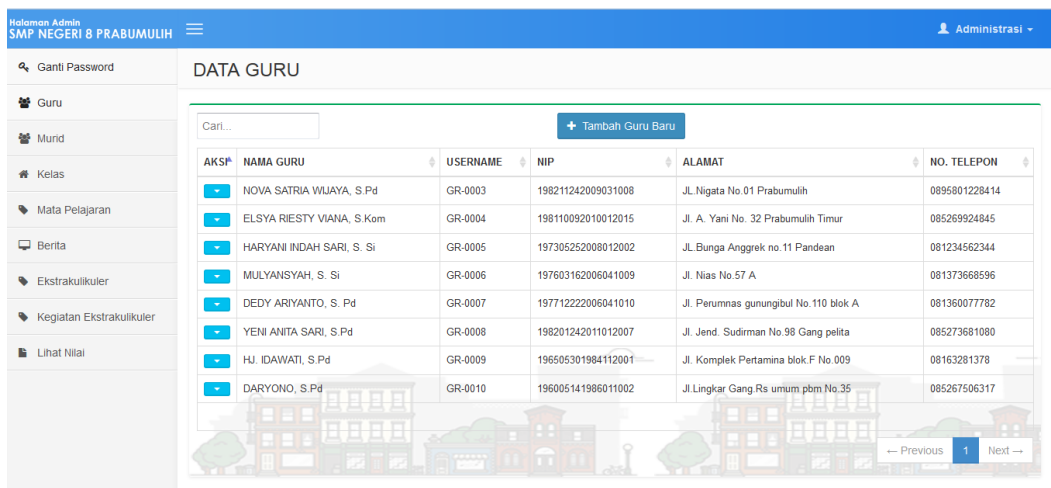 Halaman Admin
SMP NEGERI 8 PRABUMULIH
Administrasi
Ganti Password
Guru
Murid
Kelas
Mata Pelajaran
Berita
Ekstrakulikuler
Kegiatan Ekstrakulikuler
Lihat Nilai
DATA GURU
Cari...
+ Tambah Guru Baru
AKSI NAMA GURU USERNAME NIP ALAMAT NO. TELEPON
NOVA SATRIA WIJAYA, S.Pd GR-0003 198211242009031008 JL.Nigata No.01 Prabumulih 0895801228414
ELSYA RIESTY VIANA, S.Kom GR-0004 198110092010012015 Jl. A. Yani No. 32 Prabumulih Timur 085269924845
HARYANI INDAH SARI, S. Si GR-0005 197305252008012002 JL.Bunga Anggrek no.11 Pandean 081234562344
MULYANSYAH, S. Si GR-0006 197603162006041009 Jl. Nias No.57 A 081373668596
DEDY ARIYANTO, S. Pd GR-0007 197712222006041010 Jl. Perumnas gunungibul No.110 blok A 081360077782
YENI ANITA SARI, S.Pd GR-0008 198201242011012007 Jl. Jend. Sudirman No.98 Gang pelita 085273681080
HJ. IDAWATI, S.Pd GR-0009 196505301984112001 Jl. Komplek Pertamina blok.F No.009 08163281378
DARYONO, S.Pd GR-0010 196005141986011002 Jl.Lingkar Gang.Rs umum pbm No.35 085267506317
← Previous 1 Next →